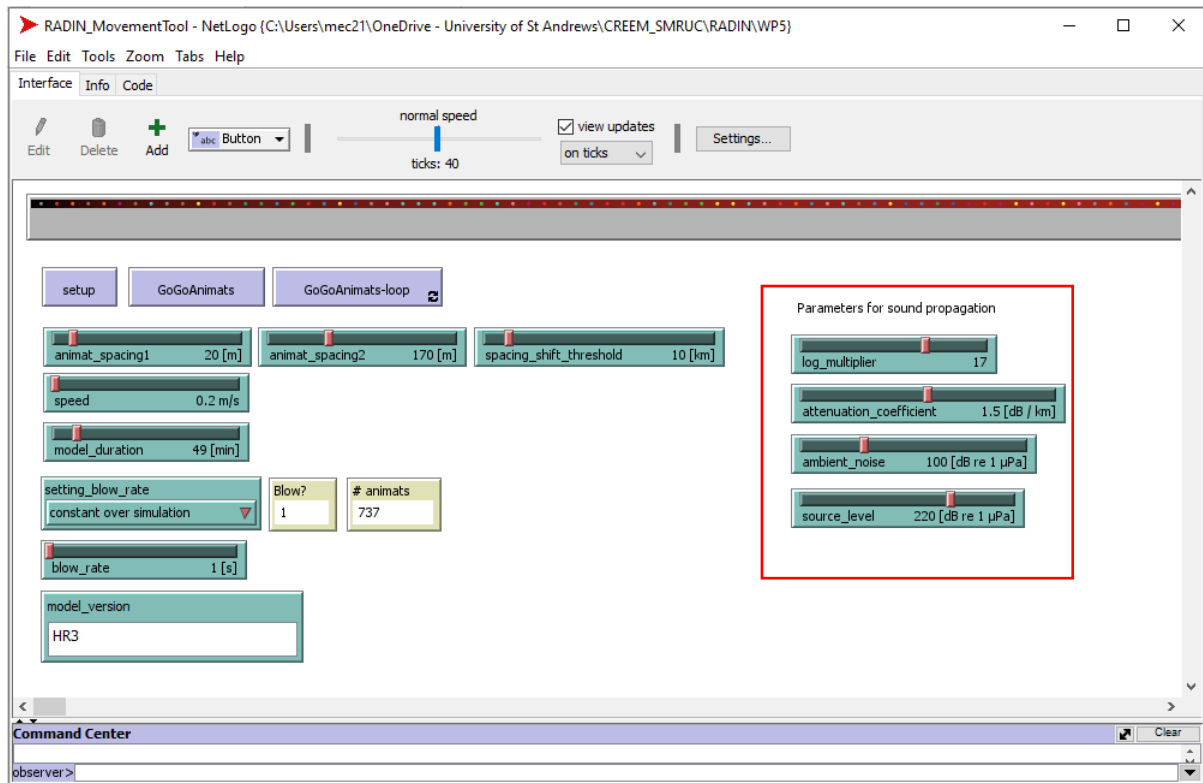 RADIN_MovementTool - NetLogo {C:\Users\mec21\OneDrive - University of St Andrews\CREEM_SMRUC\RADIN\WP5}
File Edit Tools Zoom Tabs Help
Interface Info Code
normal speed
view updates
Edit Delete Add abc Button on ticks Settings...
ticks: 40
setup GoGoAnimats GoGoAnimats-loop
Parameters for sound propagation
animat_spacing1 20 [m] animat_spacing2 170 [m] spacing_shift_threshold 10 [km]
log_multiplier 17
speed 0.2 m/s
attenuation_coefficient 1.5 [dB / km]
model_duration 49 [min]
ambient_noise 100 [dB re 1 µPa]
setting_blow_rate Blow? # animats
constant over simulation 1 737
source_level 220 [dB re 1 µPa]
blow_rate 1 [s]
model_version
HR3
Command Center Clear
observer>